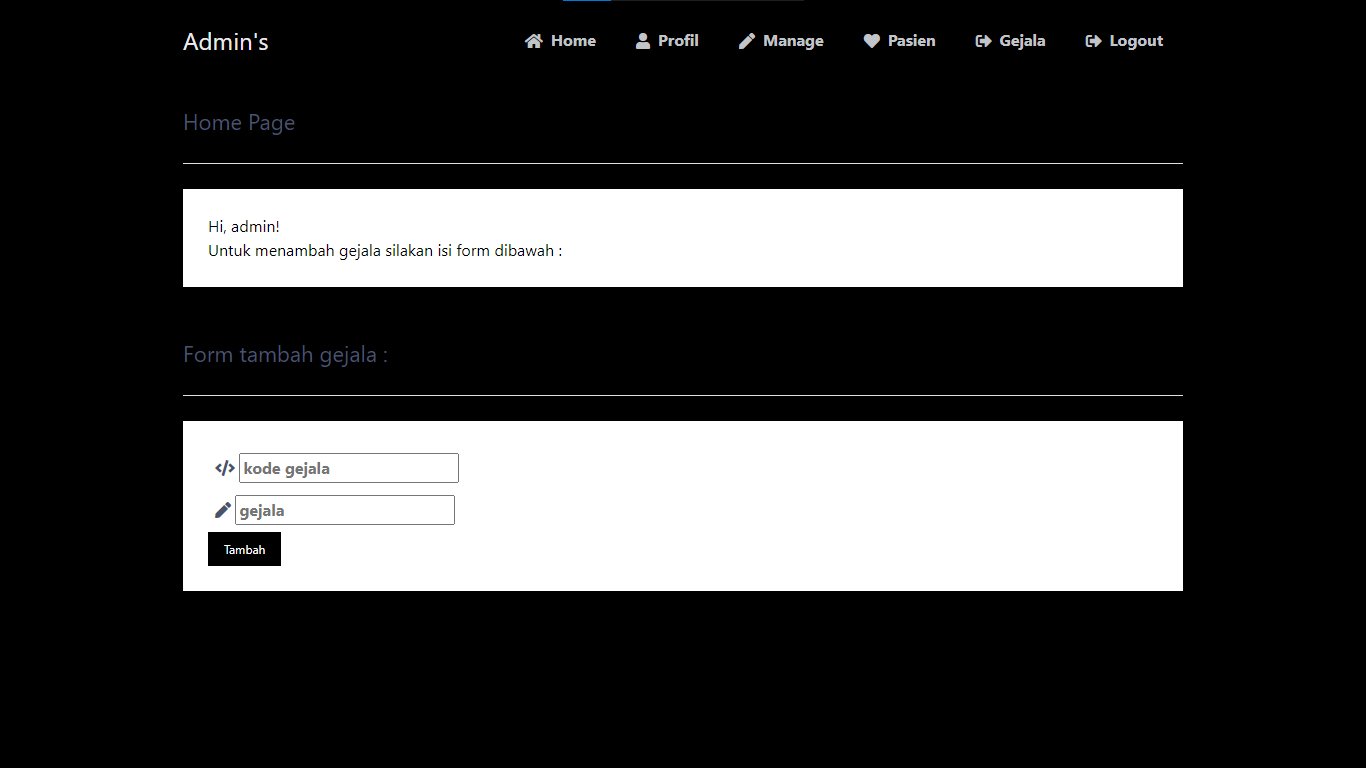 Admin's
Home Profil Manage Pasien Gejala Logout
Home Page
Hi, admin!
Untuk menambah gejala silakan isi form dibawah :
Form tambah gejala :
kode gejala
gejala
Tambah